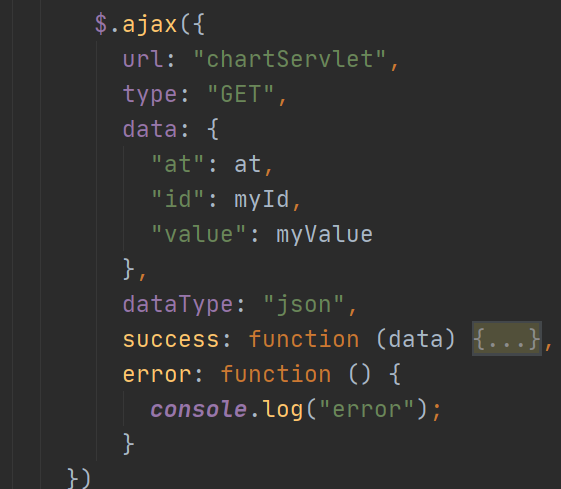 $.ajax({
url: "chartServlet",
type: "GET",
data: {
"at": at,
"id": myId,
"value": myValue
},
dataType: "json",
success: function (data) {...},
error: function () {
console.log("error");
}
})